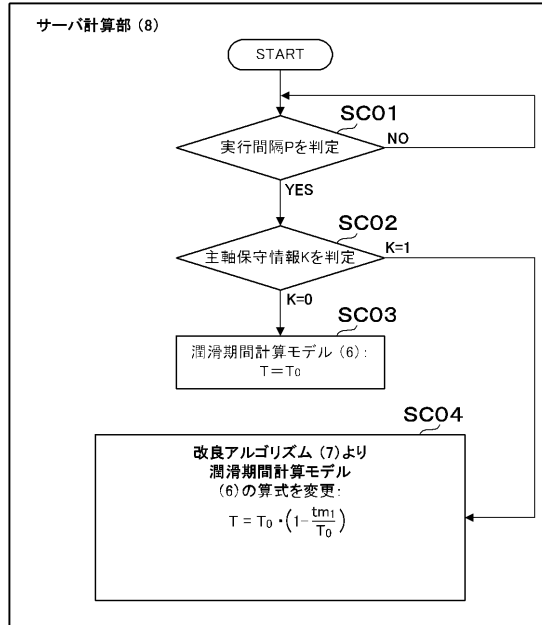 サーバ計算部 (8)
START
SC01
実行間隔Pを判定
NO
YES
SC02
主軸保守情報Kを判定
K=1
K=0
SC03
潤滑期間計算モデル (6):
T=T₀
SC04
改良アルゴリズム (7)より
潤滑期間計算モデル
(6)の算式を変更:
T = T₀・(1-tm₁/T₀)